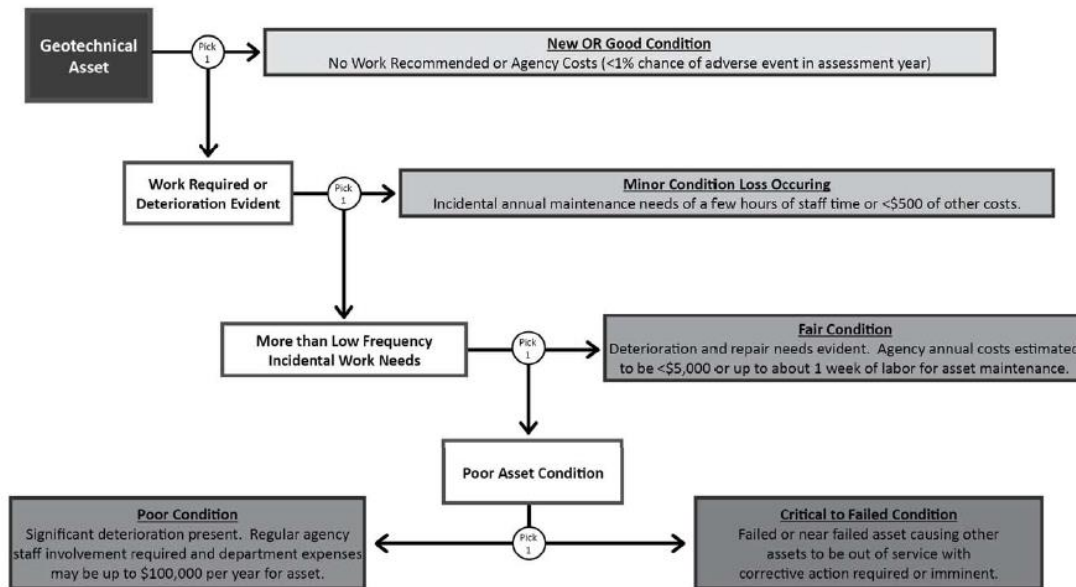 Geotechnical
Asset
Pick
1
New OR Good Condition
No Work Recommended or Agency Costs (<1% chance of adverse event in assessment year)
Work Required or
Deterioration Evident
Pick
1
Minor Condition Loss Occuring
Incidental annual maintenance needs of a few hours of staff time or <$500 of other costs.
More than Low Frequency
Incidental Work Needs
Pick
1
Fair Condition
Deterioration and repair needs evident. Agency annual costs estimated
to be <$5,000 or up to about 1 week of labor for asset maintenance.
Poor Asset Condition
Poor Condition
Significant deterioration present. Regular agency
staff involvement required and department expenses
may be up to $100,000 per year for asset.
Pick
1
Critical to Failed Condition
Failed or near failed asset causing other
assets to be out of service with
corrective action required or imminent.